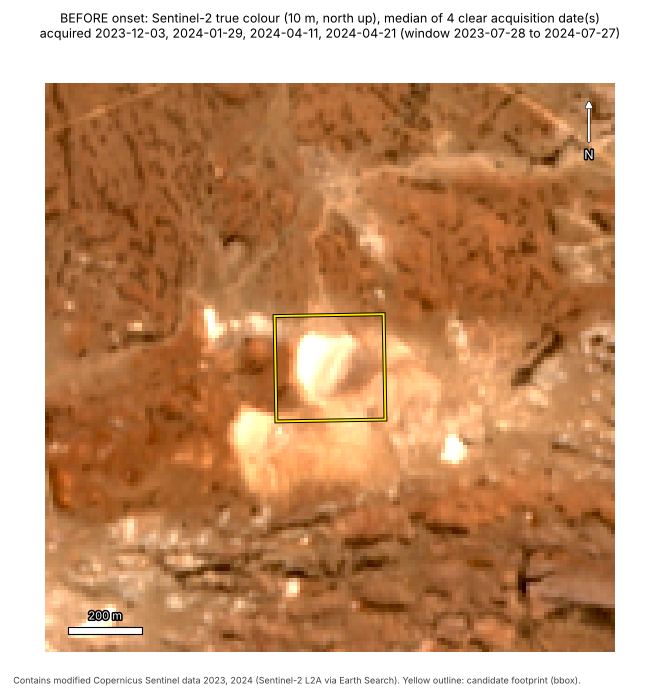 BEFORE onset: Sentinel-2 true colour (10 m, north up), median of 4 clear acquisition date(s)
acquired 2023-12-03, 2024-01-29, 2024-04-11, 2024-04-21 (window 2023-07-28 to 2024-07-27)
N
200 m
Contains modified Copernicus Sentinel data 2023, 2024 (Sentinel-2 L2A via Earth Search). Yellow outline: candidate footprint (bbox).